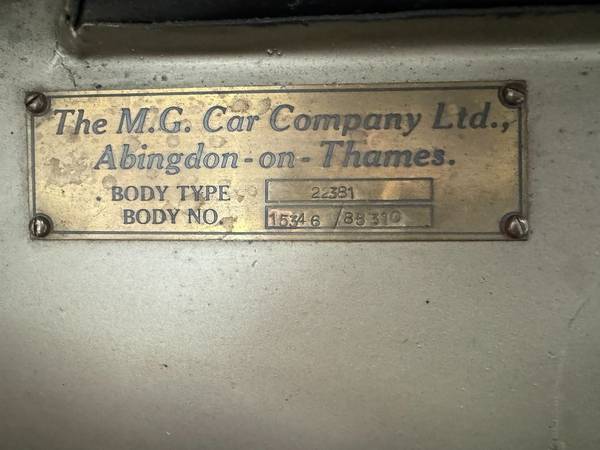 The M.G. Car Company Ltd.,
Abingdon-on-Thames.
BODY TYPE 22381
BODY NO. 15346 /88310